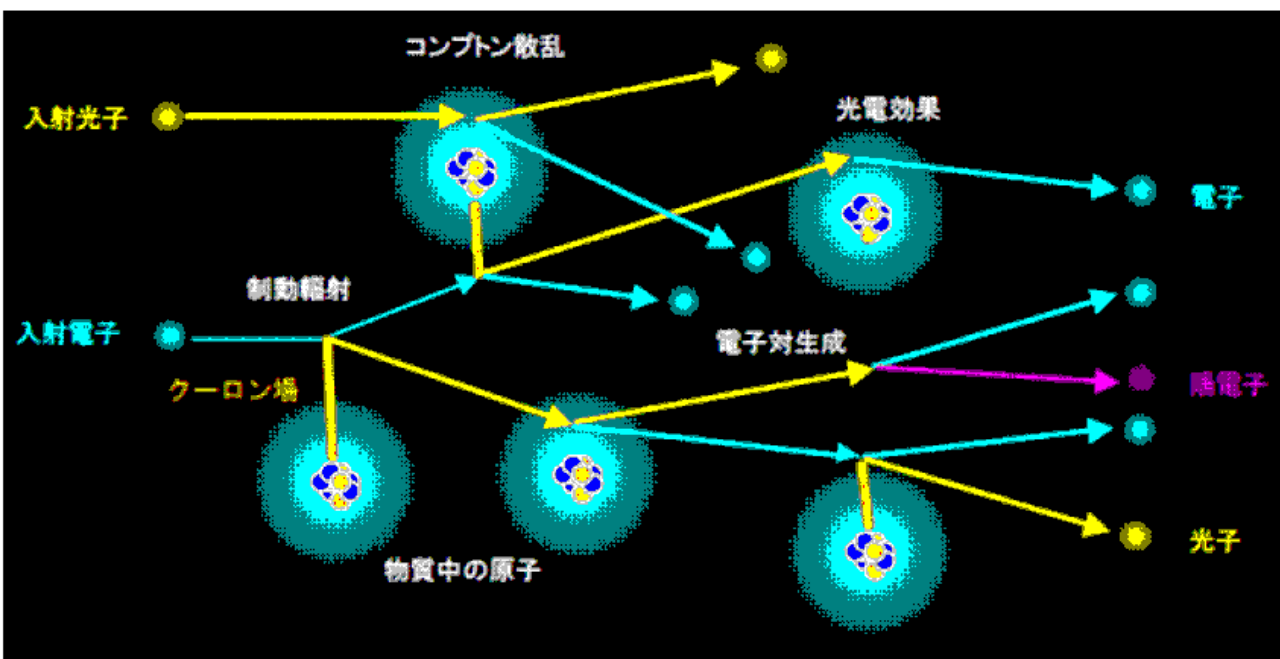 コンプトン散乱
入射光子
光電効果
電子
制動輻射
入射電子
電子対生成
クーロン場
陽電子
光子
物質中の原子